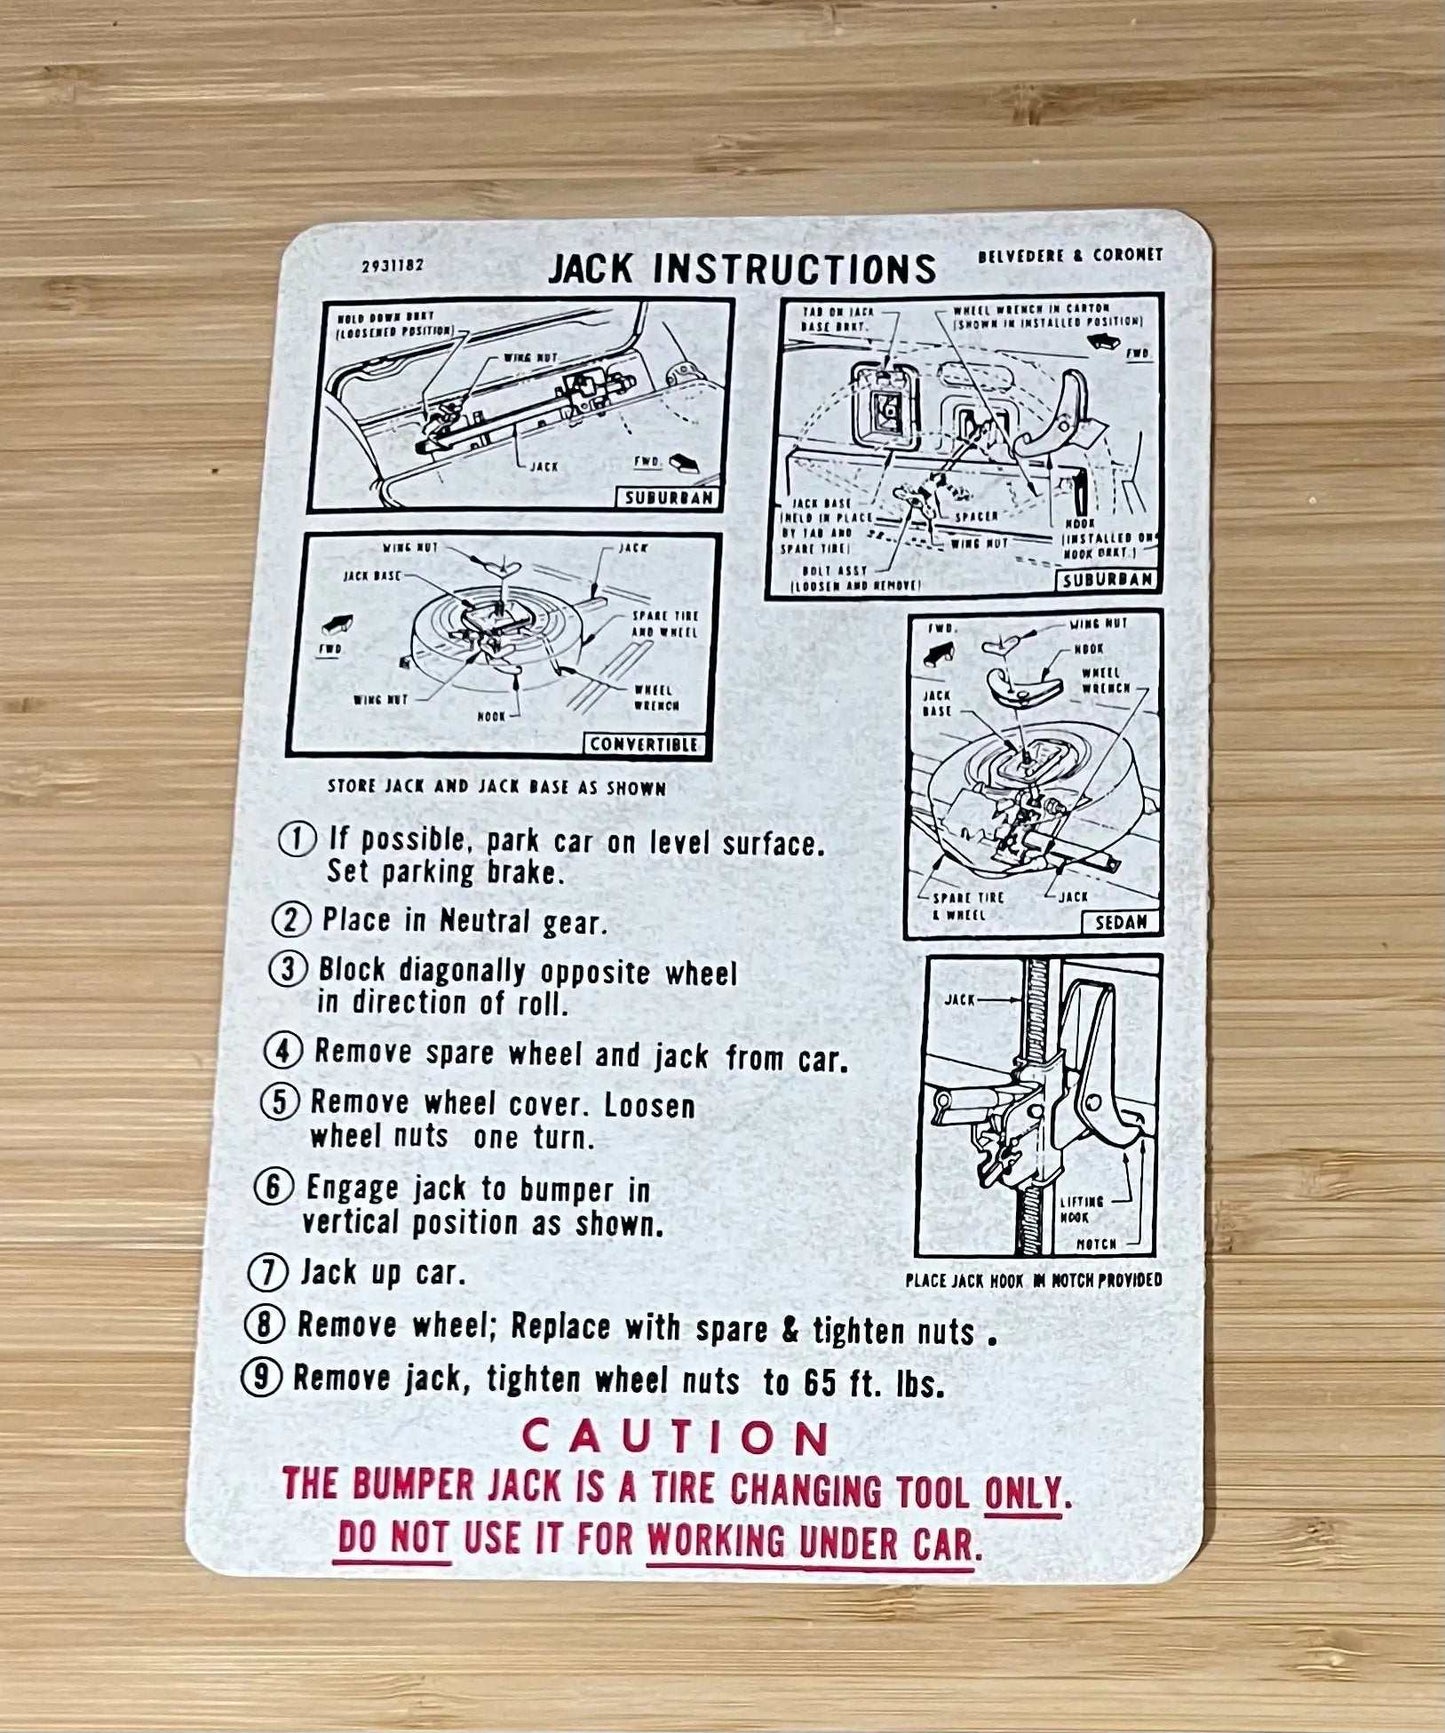 2931182
JACK INSTRUCTIONS
BELVEDERE & CORONET
HOLD DOWN BRKT
(LOOSENED POSITION)
WING NUT
JACK
FWD.
SUBURBAN
TAB ON JACK
BASE BRKT.
WHEEL WRENCH IN CARTON
(SHOWN IN INSTALLED POSITION)
FWD.
JACK BASE
(HELD IN PLACE
BY TAB AND
SPARE TIRE)
SPACER
WING NUT
HOOK
(INSTALLED ON
HOOK BRKT.)
BOLT ASSY
(LOOSEN AND REMOVE)
SUBURBAN
WING NUT
JACK
JACK BASE
SPARE TIRE
AND WHEEL
FWD
WING NUT
HOOK
WHEEL
WRENCH
CONVERTIBLE
FWD.
WING NUT
HOOK
WHEEL
WRENCH
JACK
BASE
SPARE TIRE
& WHEEL
JACK
SEDAN
STORE JACK AND JACK BASE AS SHOWN
1 If possible, park car on level surface.
Set parking brake.
2 Place in Neutral gear.
3 Block diagonally opposite wheel
in direction of roll.
4 Remove spare wheel and jack from car.
5 Remove wheel cover. Loosen
wheel nuts one turn.
6 Engage jack to bumper in
vertical position as shown.
7 Jack up car.
JACK
LIFTING
HOOK
NOTCH
PLACE JACK HOOK IN NOTCH PROVIDED
8 Remove wheel; Replace with spare & tighten nuts .
9 Remove jack, tighten wheel nuts to 65 ft. lbs.
CAUTION
THE BUMPER JACK IS A TIRE CHANGING TOOL ONLY.
DO NOT USE IT FOR WORKING UNDER CAR.